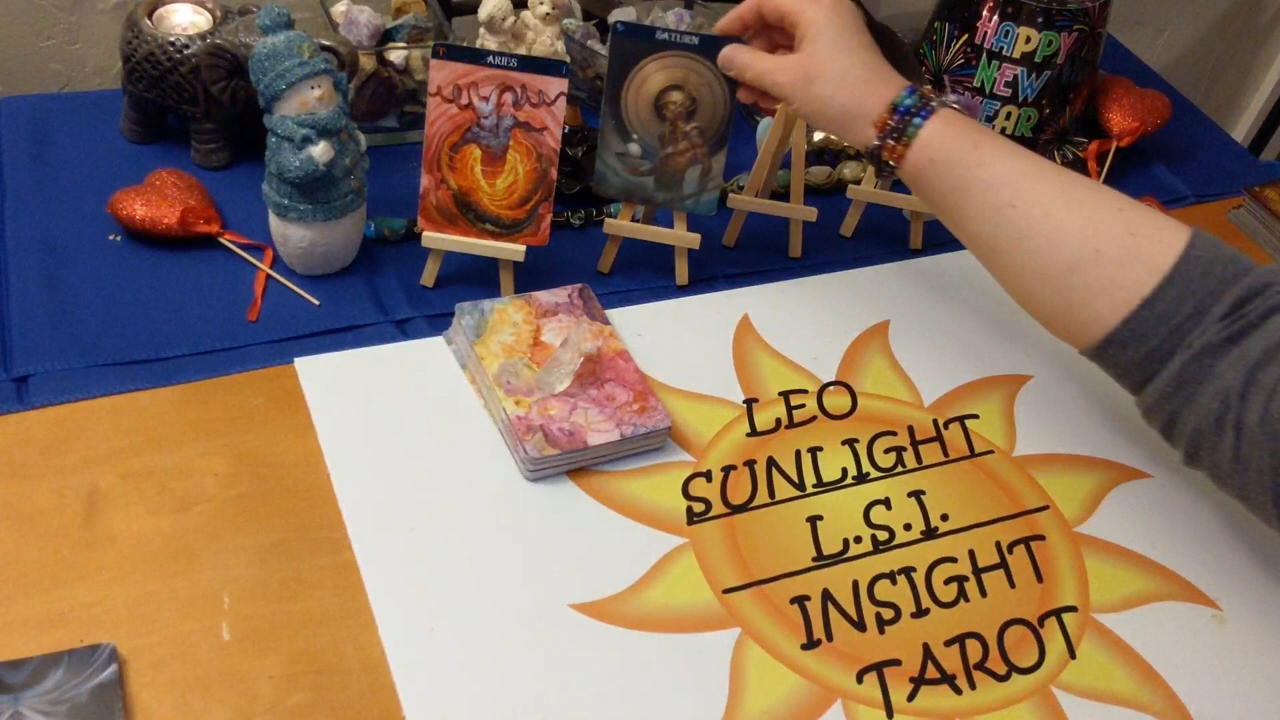 ARIES
SATURN
HAPPY
NEW
YEAR
LEO
SUNLIGHT
L.S.I.
INSIGHT
TAROT